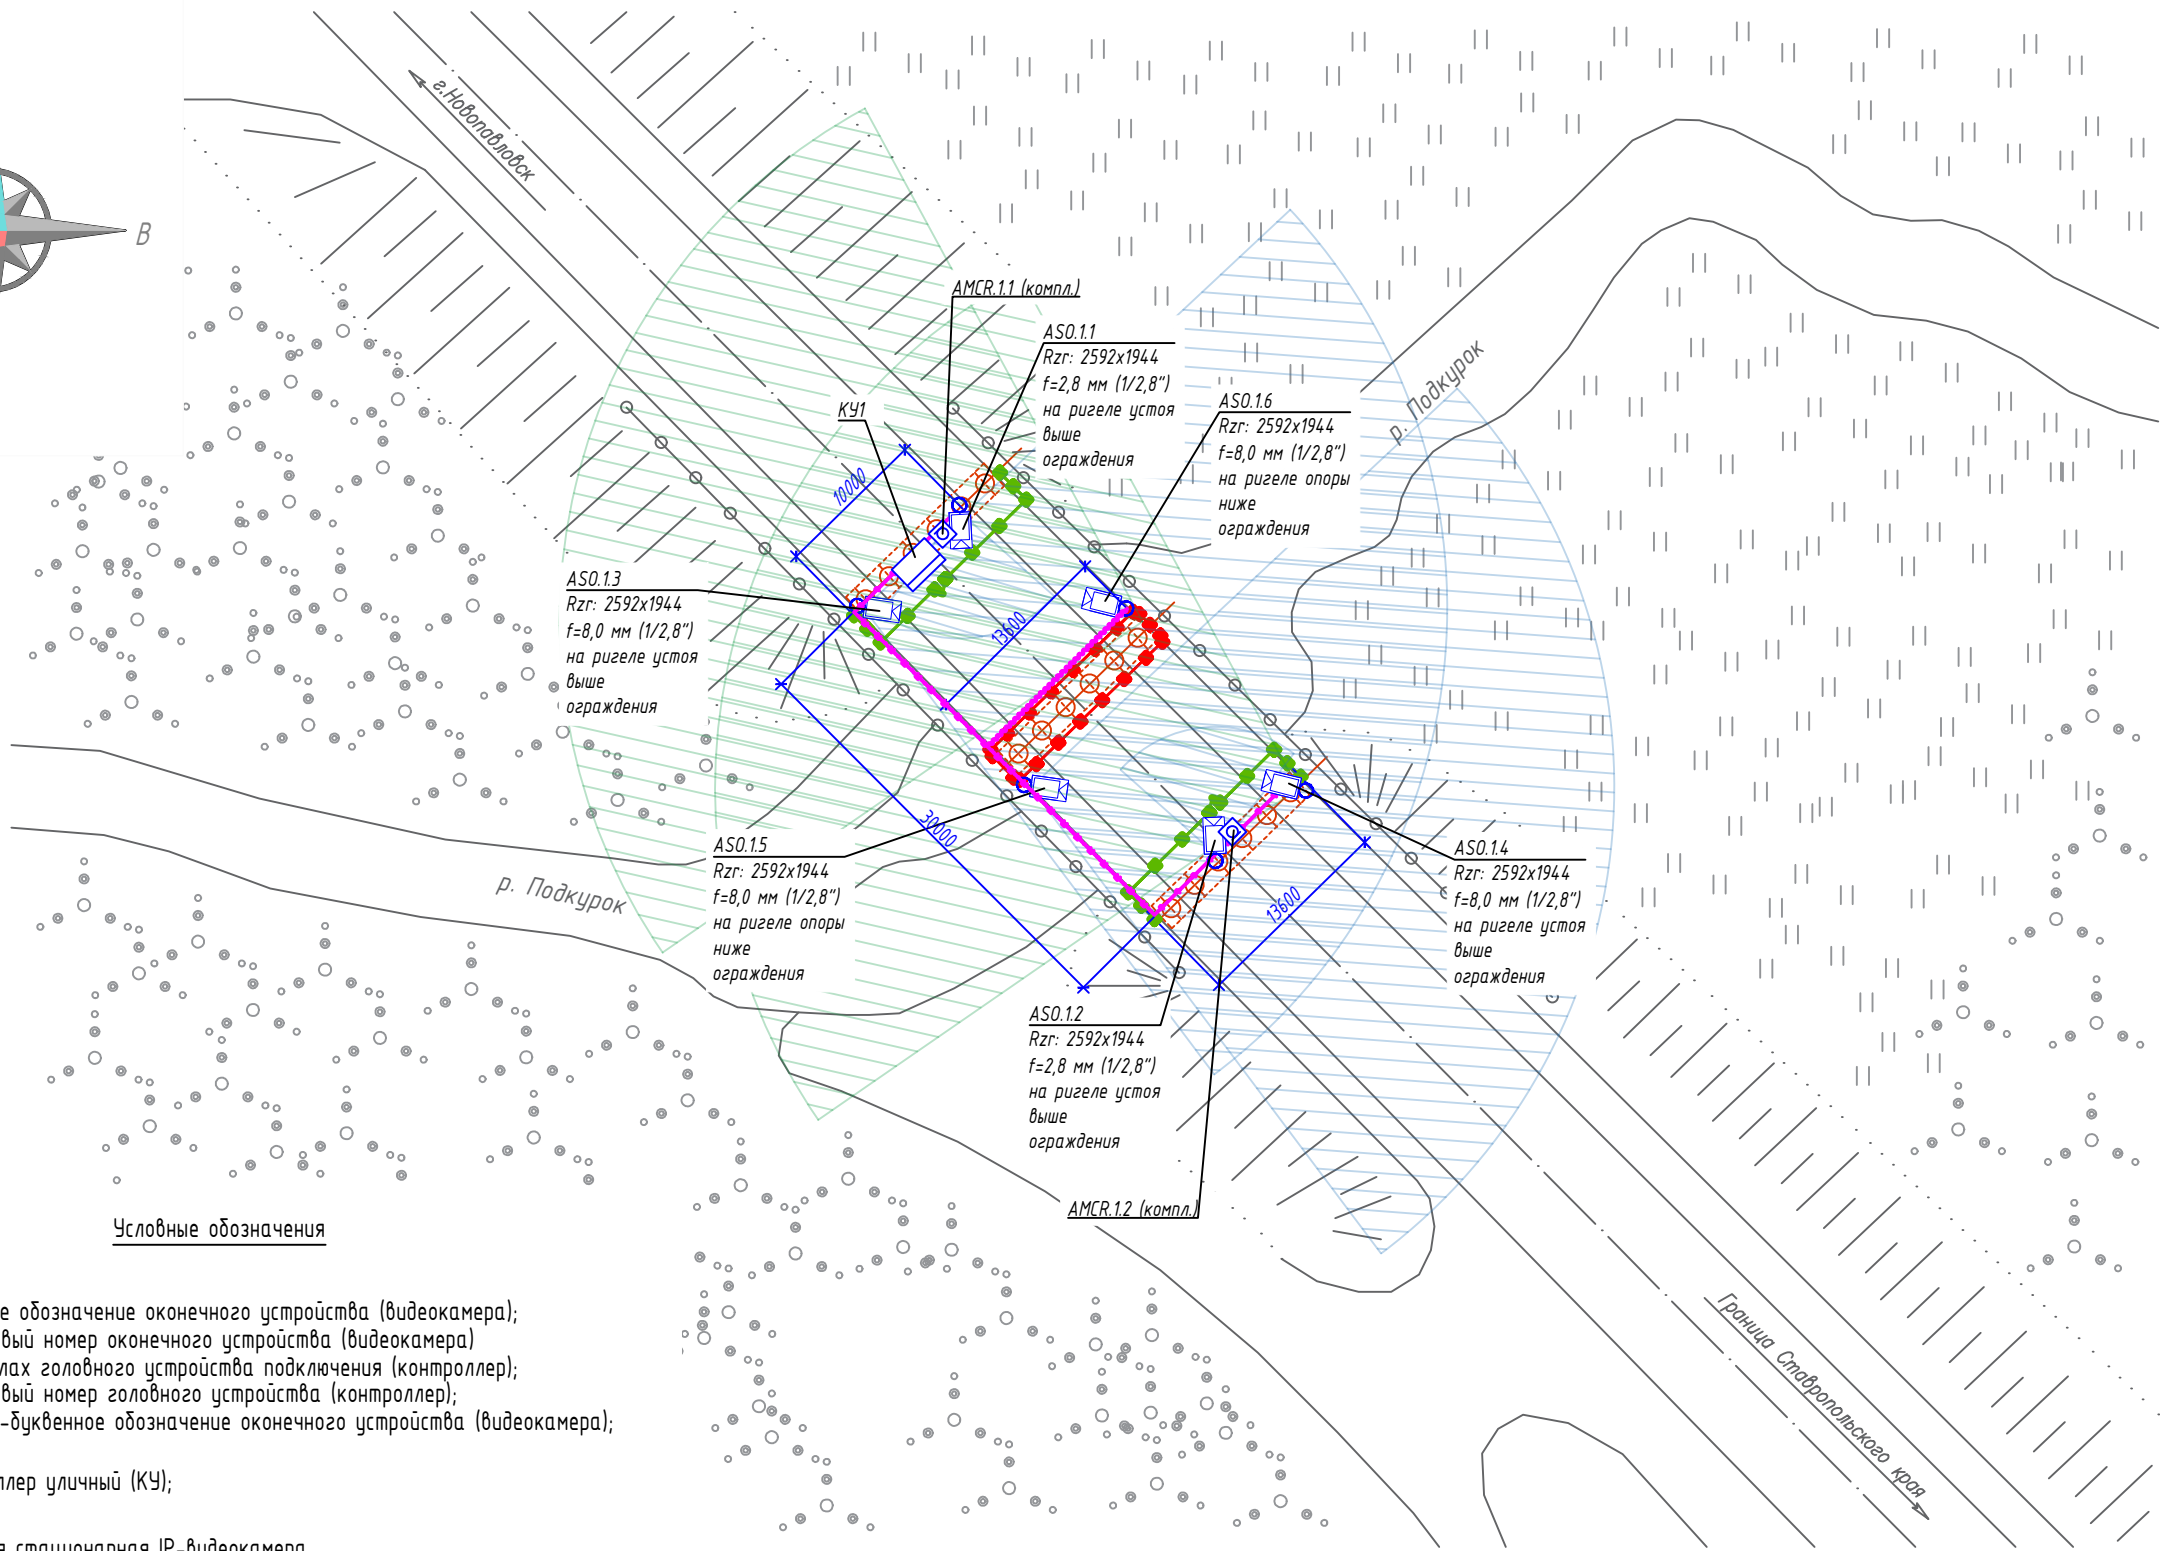 г.Новопавловск
В
AMCR.1.1 (компл.)
ASO.1.1
Rzr: 2592x1944
f=2,8 мм (1/2,8")
на ригеле устоя
выше
ограждения
ASO.1.6
Rzr: 2592x1944
f=8,0 мм (1/2,8")
на ригеле опоры
ниже
ограждения
р. Подкурок
КУ1
10000
13600
ASO.1.3
Rzr: 2592x1944
f=8,0 мм (1/2,8")
на ригеле устоя
выше
ограждения
30000
ASO.1.5
Rzr: 2592x1944
f=8,0 мм (1/2,8")
на ригеле опоры
ниже
ограждения
р. Подкурок
13600
ASO.1.4
Rzr: 2592x1944
f=8,0 мм (1/2,8")
на ригеле устоя
выше
ограждения
ASO.1.2
Rzr: 2592x1944
f=2,8 мм (1/2,8")
на ригеле устоя
выше
ограждения
AMCR.1.2 (компл.)
Граница Ставропольского края
Условные обозначения
е обозначение оконечного устройства (видеокамера);
вый номер оконечного устройства (видеокамера)
лах головного устройства подключения (контроллер);
вый номер головного устройства (контроллер);
-буквенное обозначение оконечного устройства (видеокамера);
ллер уличный (КУ);
я стационарная IP-видеокамера